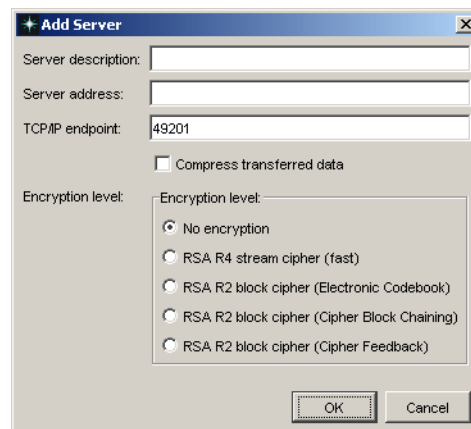 Add Server
Server description:
Server address:
TCP/IP endpoint: 49201
Compress transferred data
Encryption level: Encryption level:
No encryption
RSA R4 stream cipher (fast)
RSA R2 block cipher (Electronic Codebook)
RSA R2 block cipher (Cipher Block Chaining)
RSA R2 block cipher (Cipher Feedback)
OK Cancel